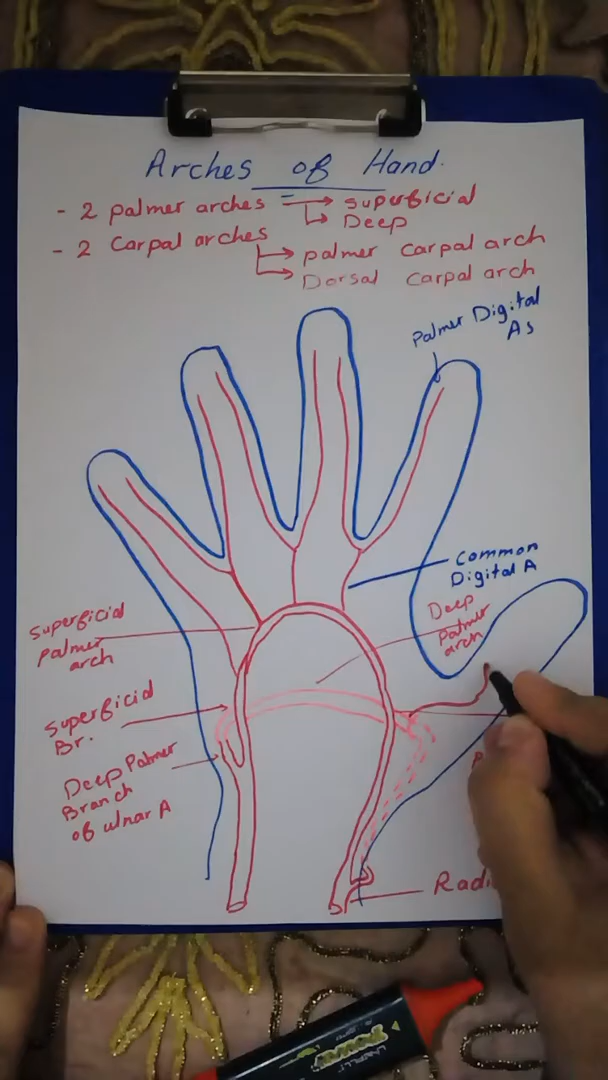 Arches of Hand.
- 2 palmer arches = superficial
Deep
- 2 Carpal arches
palmer Carpal arch
Dorsal Carpal arch
Palmer Digital
As
Common
Digital A
Deep
Palmer
arch
Superficial
palmar
arch
Superficial
Br.
Deep Palmer
Branch
of ulnar A
Radi